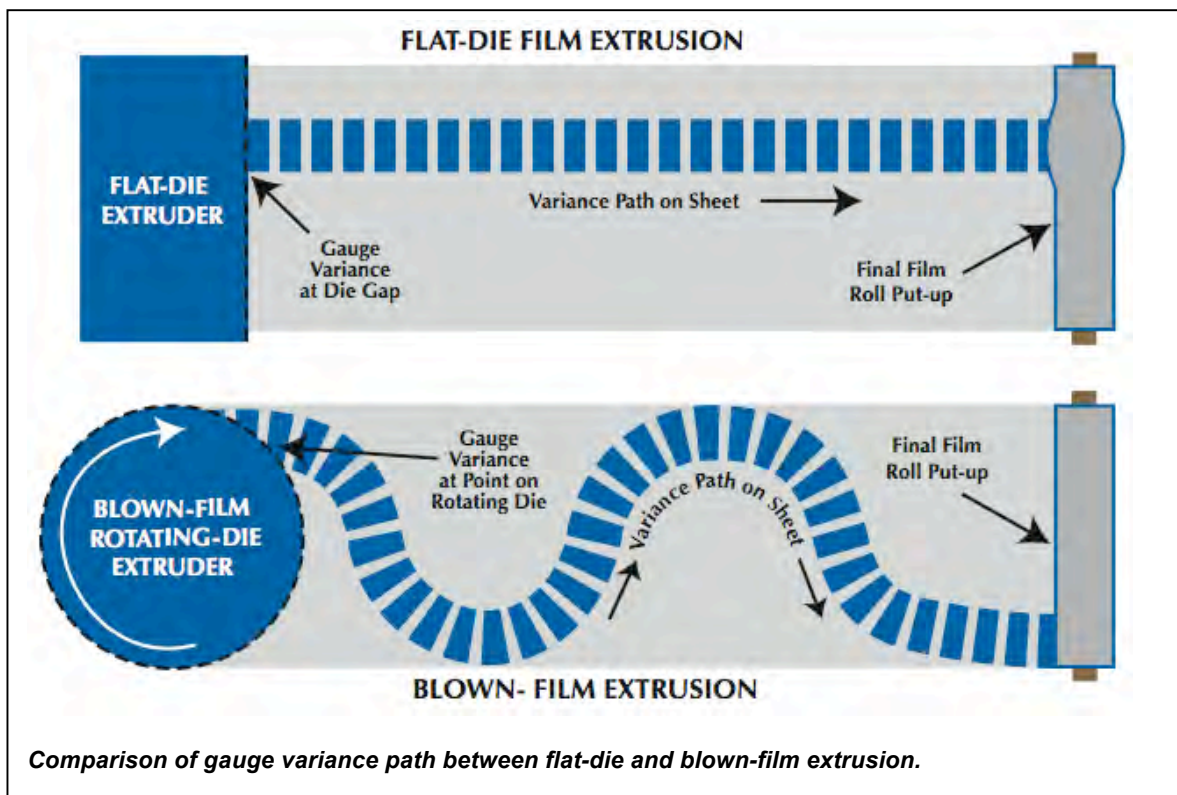 FLAT-DIE FILM EXTRUSION
FLAT-DIE
EXTRUDER
Variance Path on Sheet
Gauge
Variance
at Die Gap
Final Film
Roll Put-up
Gauge
Variance
at Point on
Rotating Die
BLOWN-FILM
ROTATING-DIE
EXTRUDER
Variance Path on Sheet
Final Film
Roll Put-up
BLOWN- FILM EXTRUSION
Comparison of gauge variance path between flat-die and blown-film extrusion.